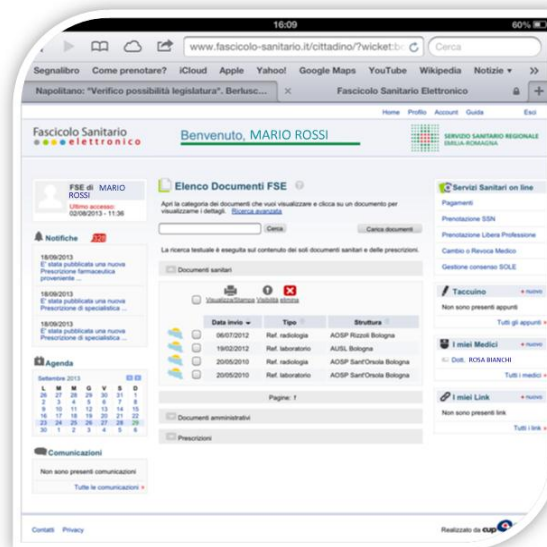 16:09
60%
www.fascicolo-sanitario.it/cittadino/?wicket:bo
Cerca
Segnalibro Come prenotare? iCloud Apple Yahoo! Google Maps YouTube Wikipedia Notizie
Napolitano: "Verifico possibilità legislatura". Berlusc...
Fascicolo Sanitario Elettronico
Home Profilo Account Guida Esci
Fascicolo Sanitario
elettronico
Benvenuto, MARIO ROSSI
SERVIZIO SANITARIO REGIONALE
EMILIA-ROMAGNA
FSE di MARIO
ROSSI
Ultimo accesso:
02/08/2013 - 11:36
Notifiche
18/09/2013
E' stata pubblicata una nuova
Prescrizione farmaceutica
proveniente ...
18/09/2013
E' stata pubblicata una nuova
Prescrizione di specialistica ...
18/09/2013
E' stata pubblicata una nuova
Prescrizione di specialistica ...
Agenda
Settembre 2013
L M M G V S D
26 27 28 29 30 31 1
2 3 4 5 6 7 8
9 10 11 12 13 14 15
16 17 18 19 20 21 22
23 24 25 26 27 28 29
30 1 2 3 4 5 6
Comunicazioni
Non sono presenti comunicazioni
Tutte le comunicazioni »
Elenco Documenti FSE
Apri la categoria dei documenti che vuoi visualizzare e clicca su un documento per
visualizzarne i dettagli. Ricerca avanzata
Cerca
Carica documenti
La ricerca testuale è eseguita sul contenuto dei soli documenti sanitari e delle prescrizioni.
Documenti sanitari
Visualizza/Stampa Visibilità elimina
Data invio Tipo Struttura
06/07/2012 Ref. radiologia AOSP Rizzoli Bologna
19/02/2012 Ref. laboratorio AUSL Bologna
20/05/2010 Ref. radiologia AOSP Sant'Orsola Bologna
20/05/2010 Ref. laboratorio AOSP Sant'Orsola Bologna
Pagine: 1
Documenti amministrativi
Prescrizioni
Servizi Sanitari on line
Pagamenti
Prenotazione SSN
Prenotazione Libera Professione
Cambio o Revoca Medico
Gestione consenso SOLE
Taccuino + nuovo
Non sono presenti appunti
Tutti gli appunti »
I miei Medici + nuovo
Dott. ROSA BIANCHI
Tutti i medici »
I miei Link + nuovo
Non sono presenti link
Tutti i link »
Contatti Privacy
Realizzato da cup